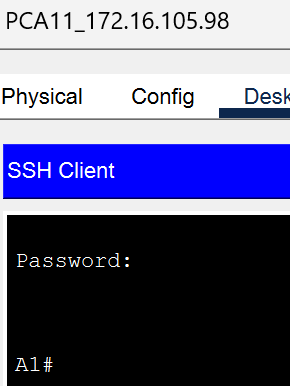 PCA11_172.16.105.98
Physical Config Desk
SSH Client
Password:
A1#